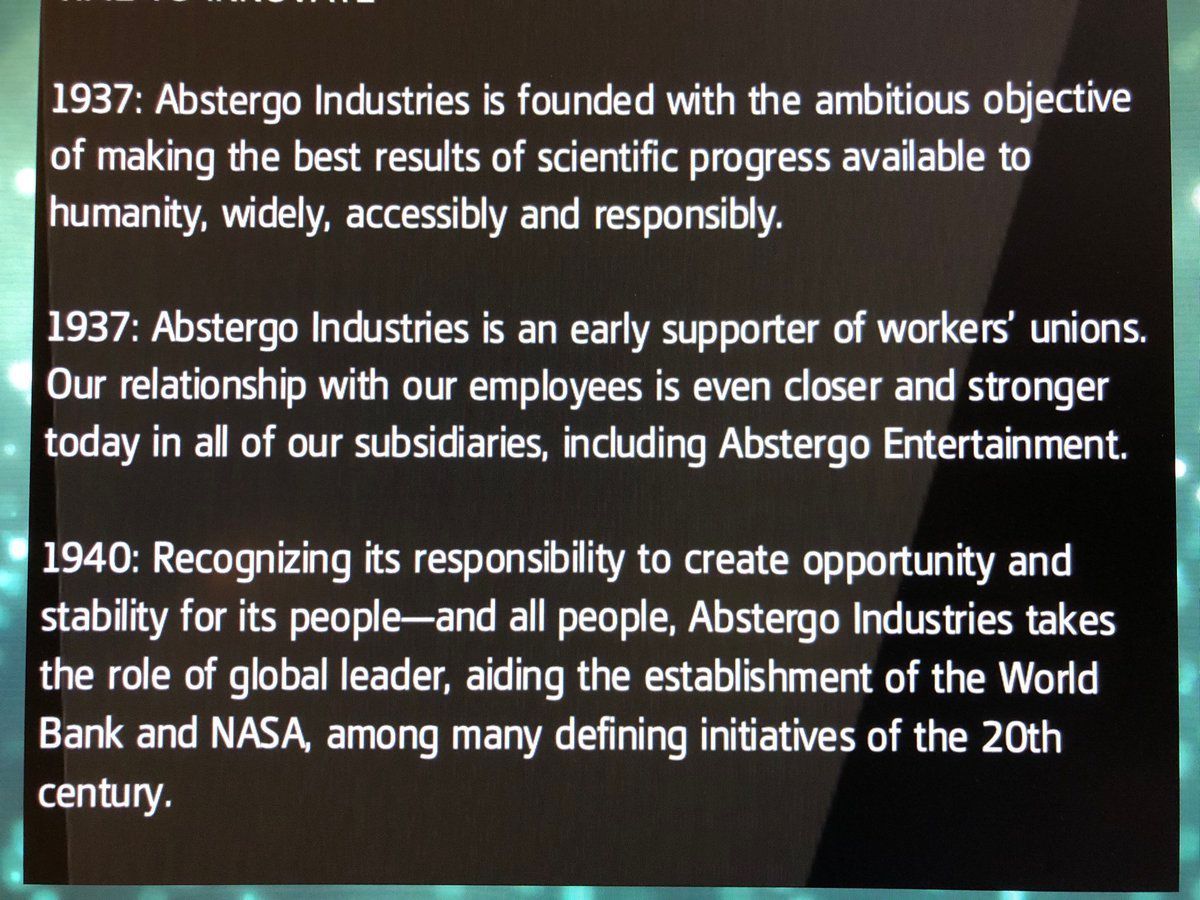 1937: Abstergo Industries is founded with the ambitious objective
of making the best results of scientific progress available to
humanity, widely, accessibly and responsibly.
1937: Abstergo Industries is an early supporter of workers’ unions.
Our relationship with our employees is even closer and stronger
today in all of our subsidiaries, including Abstergo Entertainment.
1940: Recognizing its responsibility to create opportunity and
stability for its people—and all people, Abstergo Industries takes
the role of global leader, aiding the establishment of the World
Bank and NASA, among many defining initiatives of the 20th
century.